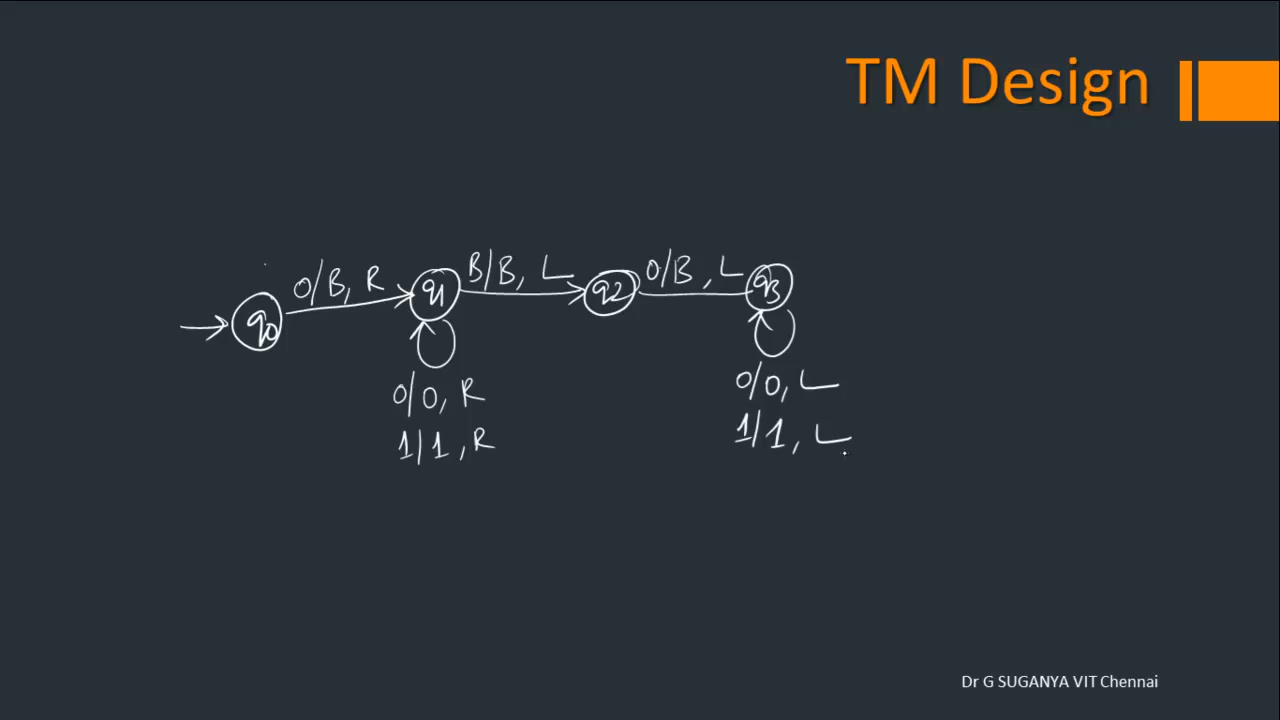 TM Design
0/B, R
q0
q1
B/B, L
q2
0/B, L
q3
0/0, R
1/1, R
0/0, L
1/1, L
Dr G SUGANYA VIT Chennai